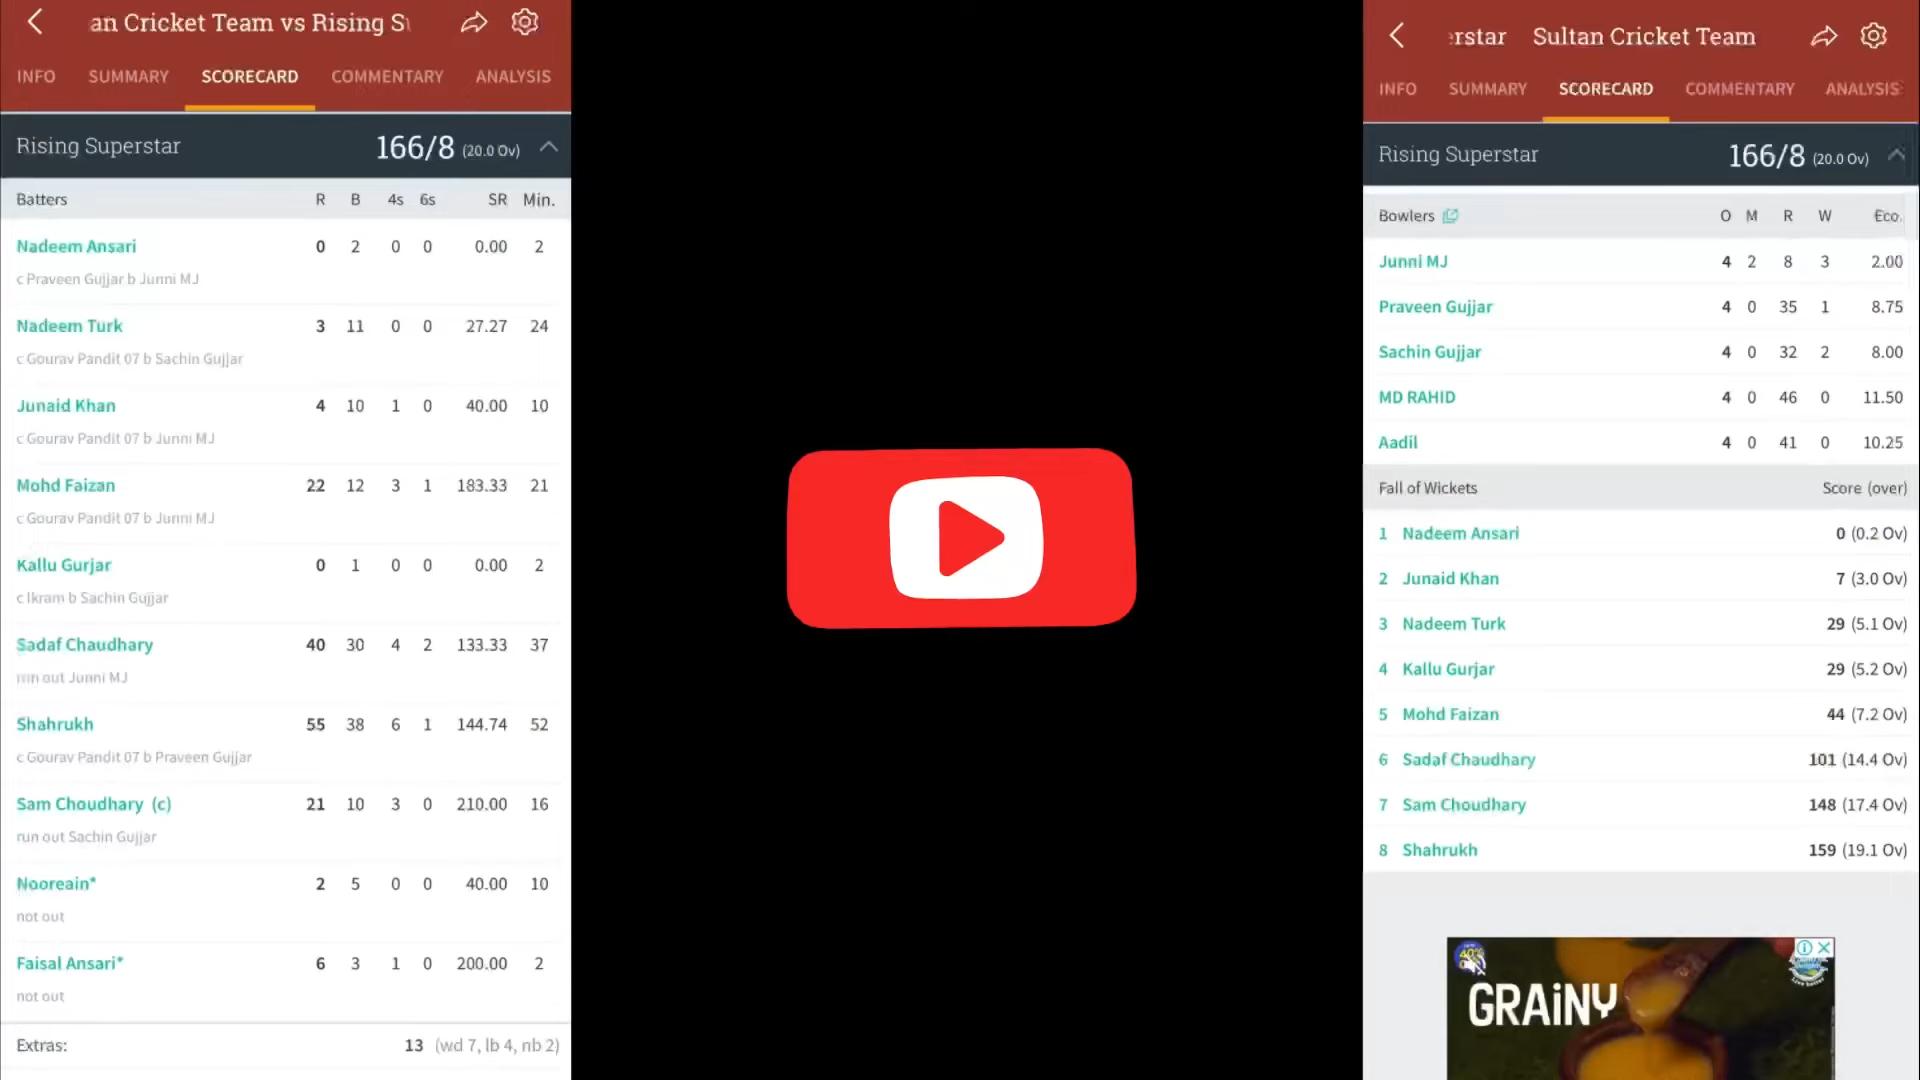 an Cricket Team vs Rising S
INFO SUMMARY SCORECARD COMMENTARY ANALYSIS
Rising Superstar 166/8 (20.0 Ov)
Batters R B 4s 6s SR Min.
Nadeem Ansari 0 2 0 0 0.00 2
c Praveen Gujjar b Junni MJ
Nadeem Turk 3 11 0 0 27.27 24
c Gourav Pandit 07 b Sachin Gujjar
Junaid Khan 4 10 1 0 40.00 10
c Gourav Pandit 07 b Junni MJ
Mohd Faizan 22 12 3 1 183.33 21
c Gourav Pandit 07 b Junni MJ
Kallu Gurjar 0 1 0 0 0.00 2
c Ikram b Sachin Gujjar
Sadaf Chaudhary 40 30 4 2 133.33 37
run out Junni MJ
Shahrukh 55 38 6 1 144.74 52
c Gourav Pandit 07 b Praveen Gujjar
Sam Choudhary (c) 21 10 3 0 210.00 16
run out Sachin Gujjar
Nooreain* 2 5 0 0 40.00 10
not out
Faisal Ansari* 6 3 1 0 200.00 2
not out
Extras: 13 (wd 7, lb 4, nb 2)
erstar Sultan Cricket Team
INFO SUMMARY SCORECARD COMMENTARY ANALYSIS
Rising Superstar 166/8 (20.0 Ov)
Bowlers O M R W Eco.
Junni MJ 4 2 8 3 2.00
Praveen Gujjar 4 0 35 1 8.75
Sachin Gujjar 4 0 32 2 8.00
MD RAHID 4 0 46 0 11.50
Aadil 4 0 41 0 10.25
Fall of Wickets Score (over)
1 Nadeem Ansari 0 (0.2 Ov)
2 Junaid Khan 7 (3.0 Ov)
3 Nadeem Turk 29 (5.1 Ov)
4 Kallu Gurjar 29 (5.2 Ov)
5 Mohd Faizan 44 (7.2 Ov)
6 Sadaf Chaudhary 101 (14.4 Ov)
7 Sam Choudhary 148 (17.4 Ov)
8 Shahrukh 159 (19.1 Ov)
40%
GRAiNY